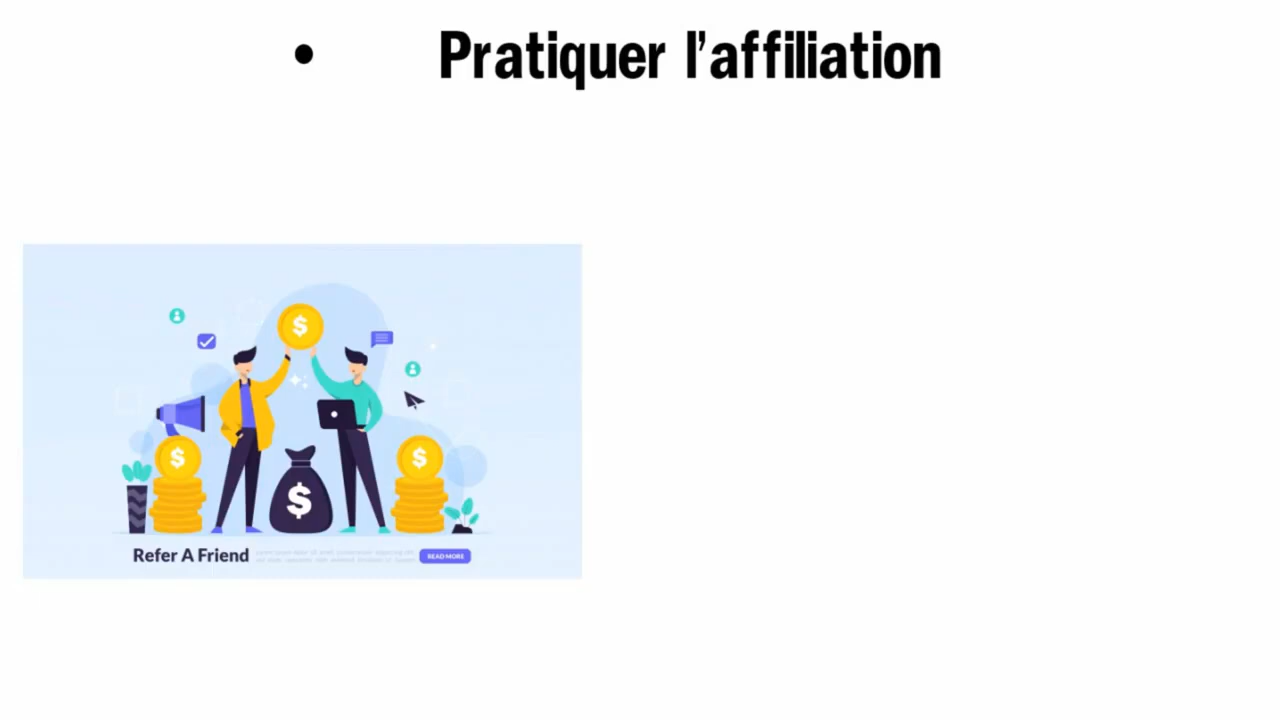 • Pratiquer l'affiliation
$
$
$
$
Refer A Friend
READ MORE